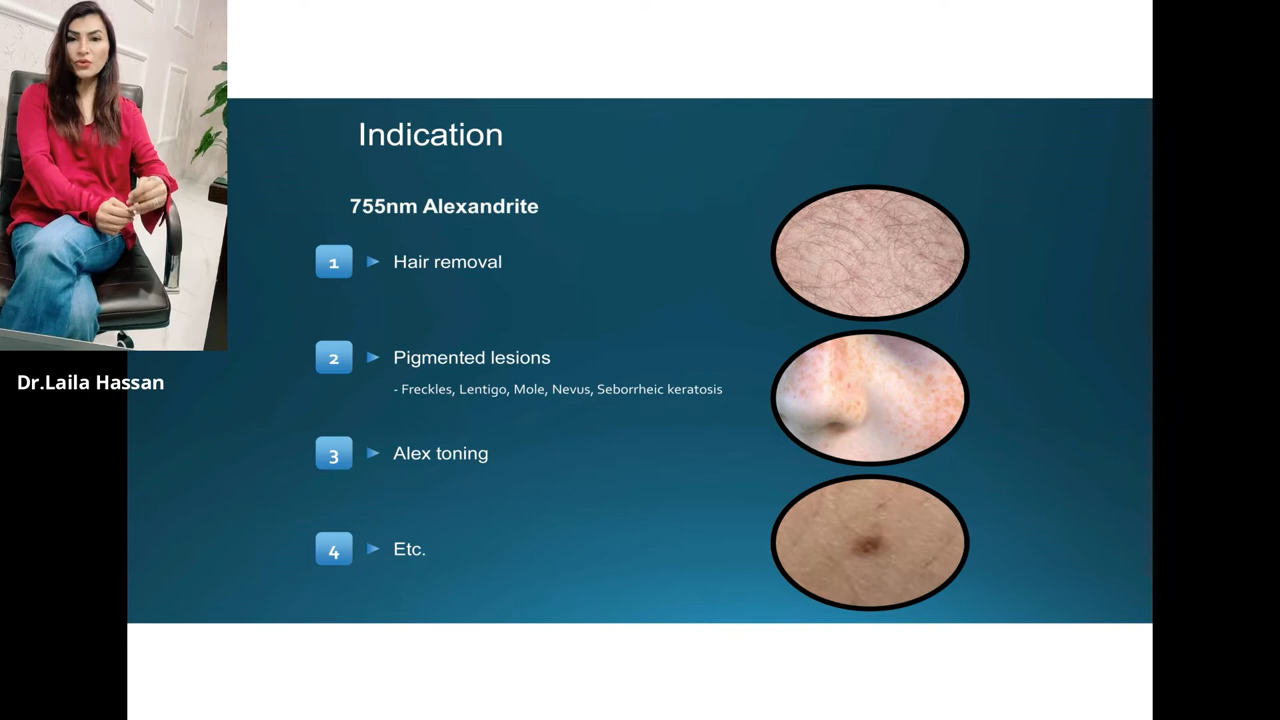 Indication
755nm Alexandrite
1 Hair removal
2 Pigmented lesions
- Freckles, Lentigo, Mole, Nevus, Seborrheic keratosis
Dr.Laila Hassan
3 Alex toning
4 Etc.